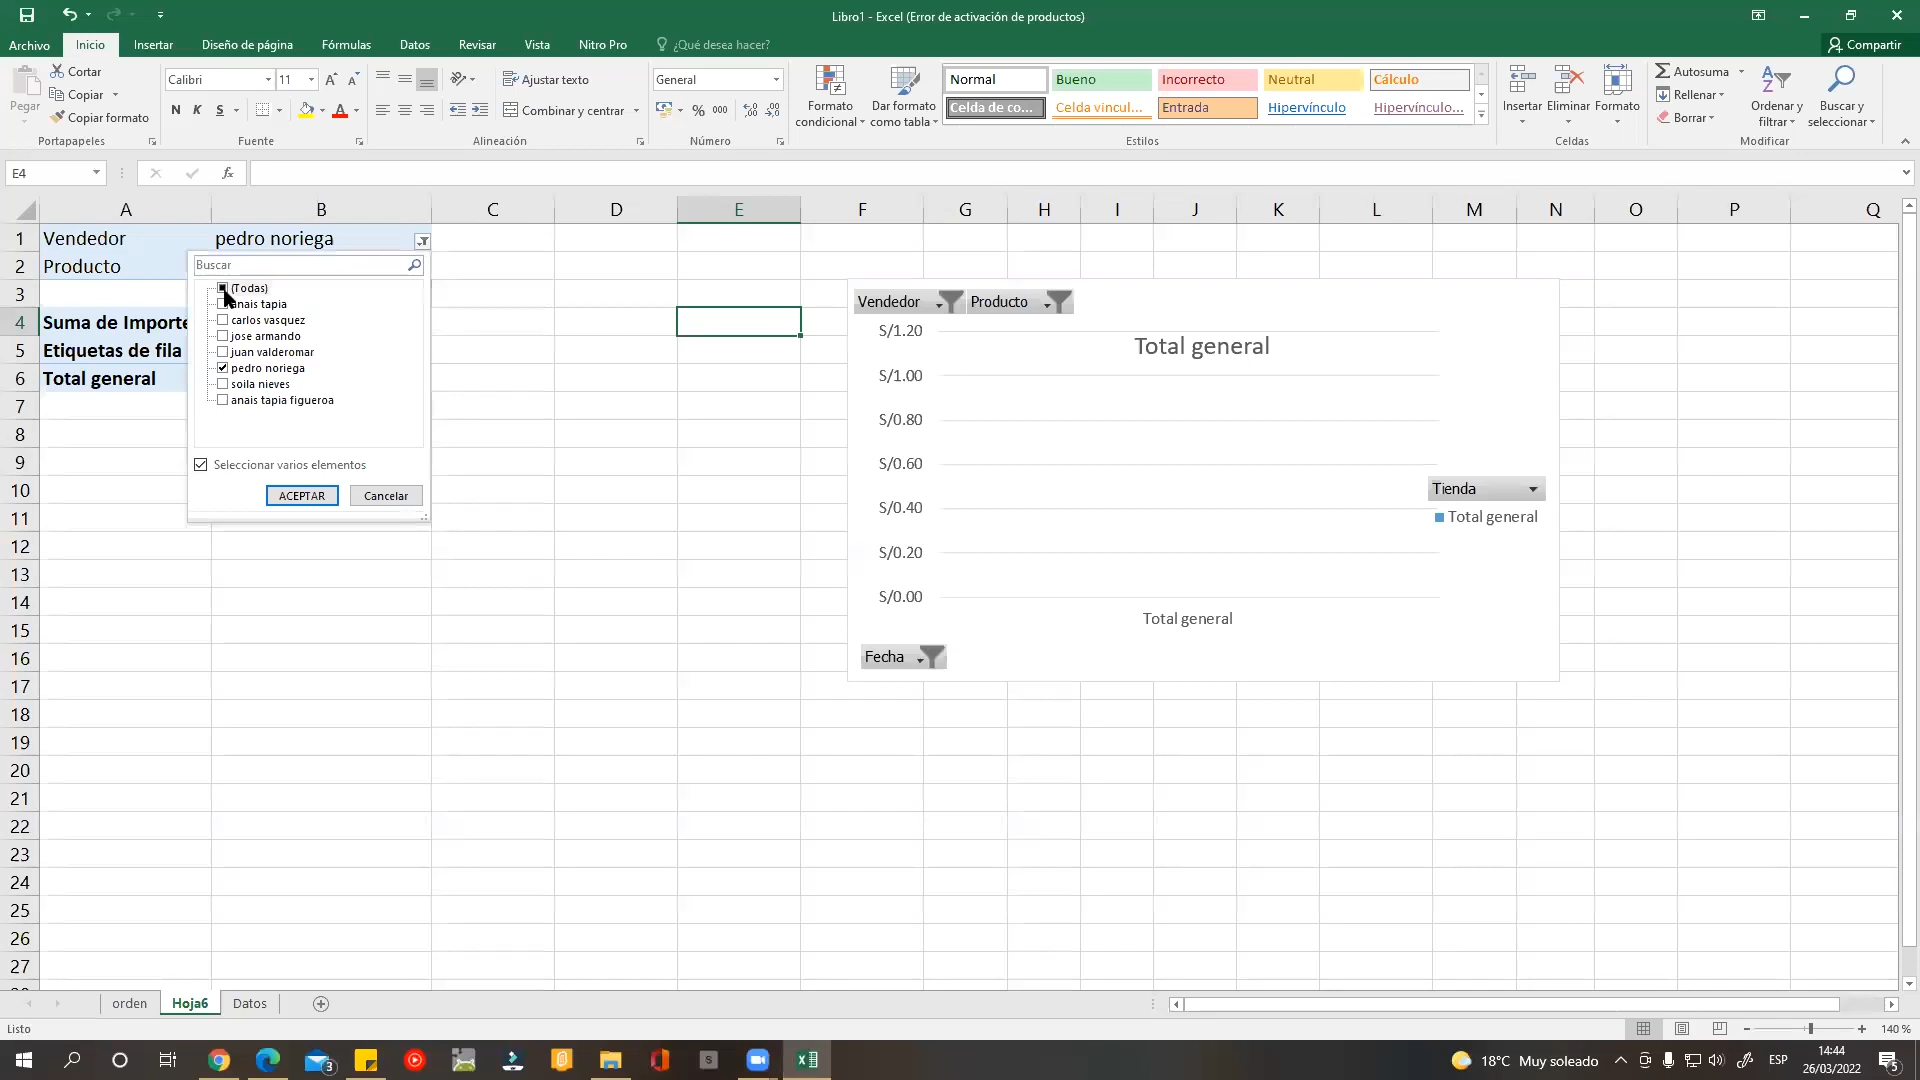 Libro1 - Excel (Error de activación de productos)
Archivo Inicio Insertar Diseño de página Fórmulas Datos Revisar Vista Nitro Pro ¿Qué desea hacer? Compartir
Pegar
Cortar
Copiar
Copiar formato
Portapapeles
Calibri 11
N K S
Fuente
Ajustar texto
Combinar y centrar
Alineación
General
% 000
Número
Formato condicional
Dar formato como tabla
Normal Bueno Incorrecto Neutral Cálculo
Celda de co... Celda vincul... Entrada Hipervínculo Hipervínculo...
Estilos
Insertar Eliminar Formato
Celdas
Autosuma
Rellenar
Borrar
Ordenar y filtrar
Buscar y seleccionar
Modificar
E4
fx
A B C D E F G H I J K L M N O P Q
1 Vendedor pedro noriega
2 Producto
3
4 Suma de Importe
5 Etiquetas de fila
6 Total general
7
8
9
10
11
12
13
14
15
16
17
18
19
20
21
22
23
24
25
26
27
Buscar
(Todas)
anais tapia
carlos vasquez
jose armando
juan valderomar
pedro noriega
soila nieves
anais tapia figueroa
Seleccionar varios elementos
ACEPTAR Cancelar
Vendedor Producto
Total general
S/1.20
S/1.00
S/0.80
S/0.60
S/0.40
S/0.20
S/0.00
Total general
Tienda
Total general
Fecha
orden Hoja6 Datos
Listo
140 %
3
S
18°C Muy soleado
ESP
14:44
26/03/2022
5